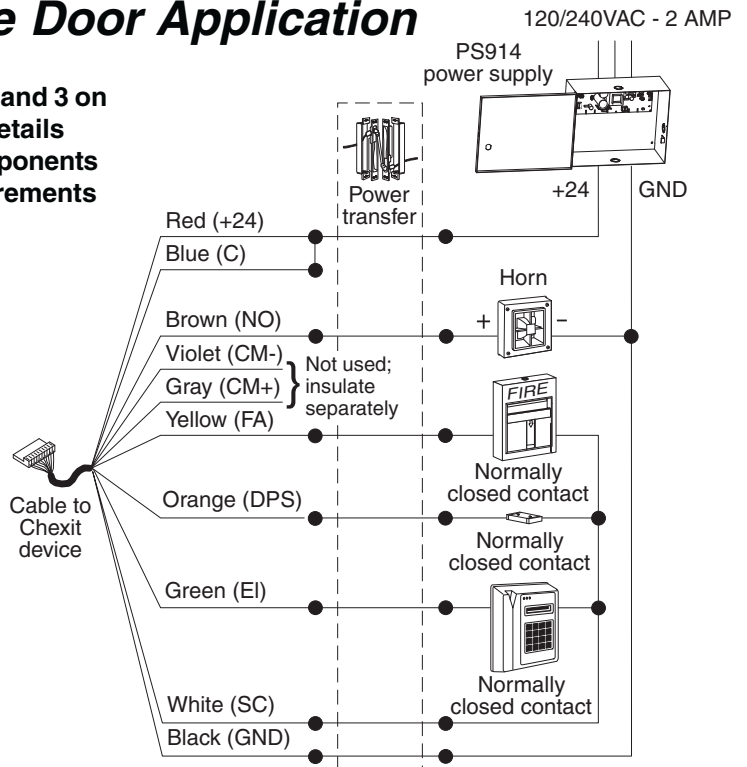 e Door Application
and 3 on
etails
ponents
rements
120/240VAC - 2 AMP
PS914
power supply
+24
GND
Power
transfer
Red (+24)
Blue (C)
Horn
+
–
Brown (NO)
Violet (CM-)
Gray (CM+)
}
Not used;
insulate
separately
Yellow (FA)
FIRE
Normally
closed contact
Cable to
Chexit
device
Orange (DPS)
Normally
closed contact
Green (EI)
Normally
closed contact
White (SC)
Black (GND)